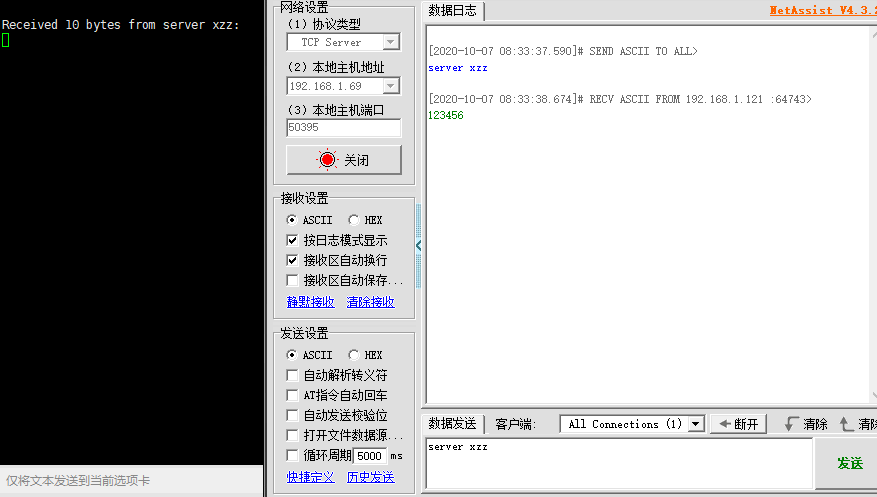 Received 10 bytes from server xzz:
仅将文本发送到当前选项卡
网络设置
(1) 协议类型
TCP Server
(2) 本地主机地址
192.168.1.69
(3) 本地主机端口
50395
关闭
接收设置
ASCII HEX
按日志模式显示
接收区自动换行
接收区自动保存...
静默接收 清除接收
发送设置
ASCII HEX
自动解析转义符
AT指令自动回车
自动发送校验位
打开文件数据源...
循环周期 5000 ms
快捷定义 历史发送
数据日志
NetAssist V4.3.2
[2020-10-07 08:33:37.590]# SEND ASCII TO ALL>
server xzz
[2020-10-07 08:33:38.674]# RECV ASCII FROM 192.168.1.121 :64743>
123456
数据发送 客户端: All Connections (1) 断开 清除 清除
server xzz
发送